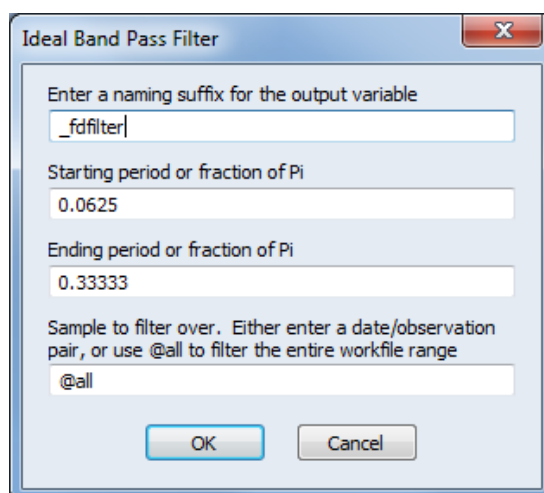 Ideal Band Pass Filter
Enter a naming suffix for the output variable
_fdfilter
Starting period or fraction of Pi
0.0625
Ending period or fraction of Pi
0.33333
Sample to filter over.  Either enter a date/observation
pair, or use @all to filter the entire workfile range
@all
OK
Cancel